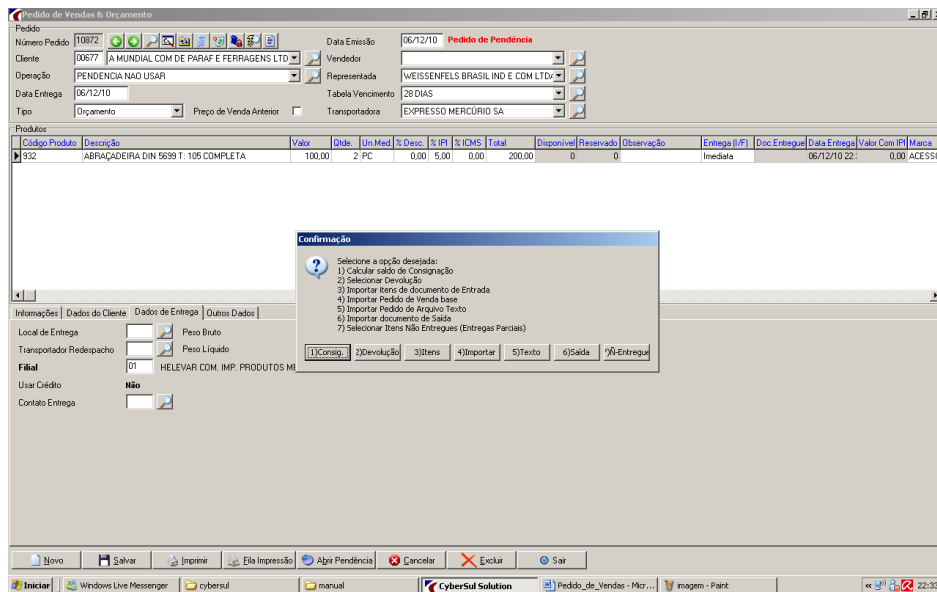 Pedido de Vendas & Orçamento
Pedido
Número Pedido 10872 Data Emissão 06/12/10 Pedido de Pendência
Cliente 00677 A MUNDIAL COM DE PARAF E FERRAGENS LTD Vendedor
Operação PENDENCIA NAO USAR Representada WEISSENFELS BRASIL IND E COM LTDA
Data Entrega 06/12/10 Tabela Vencimento 28 DIAS
Tipo Orçamento Preço de Venda Anterior Transportadora EXPRESSO MERCÚRIO SA
Produtos
Código Produto Descrição Valor Qtde. Un.Med. % Desc. % IPI % ICMS Total Disponível Reservado Observação Entrega (I/F) Doc.Entregue Data Entrega Valor Com IPI Marca
932 ABRAÇADEIRA DIN 5699 T: 105 COMPLETA 100,00 2 PC 0,00 5,00 0,00 200,00 0 0 Imediata 06/12/10 22: 0,00 ACESSO
Confirmação
Selecione a opção desejada:
1) Calcular saldo de Consignação
2) Selecionar Devolução
3) Importar itens de documento de Entrada
4) Importar Pedido de Venda base
5) Importar Pedido de Arquivo Texto
6) Importar documento de Saída
7) Selecionar Itens Não Entregues (Entregas Parciais)
1)Consig. 2)Devolução 3)Itens 4)Importar 5)Texto 6)Saída 7)Ñ-Entregue
Informações Dados do Cliente Dados de Entrega Outros Dados
Local de Entrega Peso Bruto
Transportador Redespacho Peso Líquido
Filial 01 HELEVAR COM. IMP. PRODUTOS
Usar Crédito Não
Contato Entrega
Novo Salvar Imprimir Fila Impressão Abrir Pendência Cancelar Excluir Sair
Iniciar Windows Live Messenger cybersul manual CyberSul Solution Pedido_de_Vendas - Micr... imagem - Paint 22:33